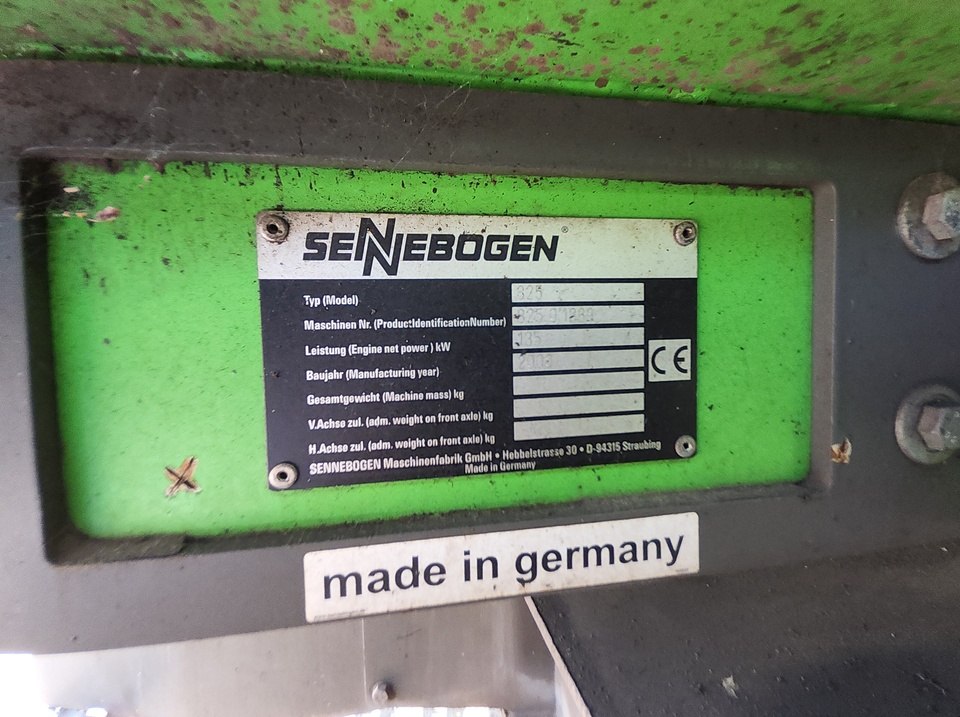 SENNEBOGEN®
Typ (Model) 825
Maschinen Nr. (ProductIdentificationNumber)
Leistung (Engine net power ) kW
Baujahr (Manufacturing year)
Gesamtgewicht (Machine mass) kg
V.Achse zul. (adm. weight on front axle) kg
H.Achse zul. (adm. weight on front axle) kg
CE
SENNEBOGEN Maschinenfabrik GmbH • Hebbelstrasse 30 • D-94315 Straubing
Made in Germany
made in germany